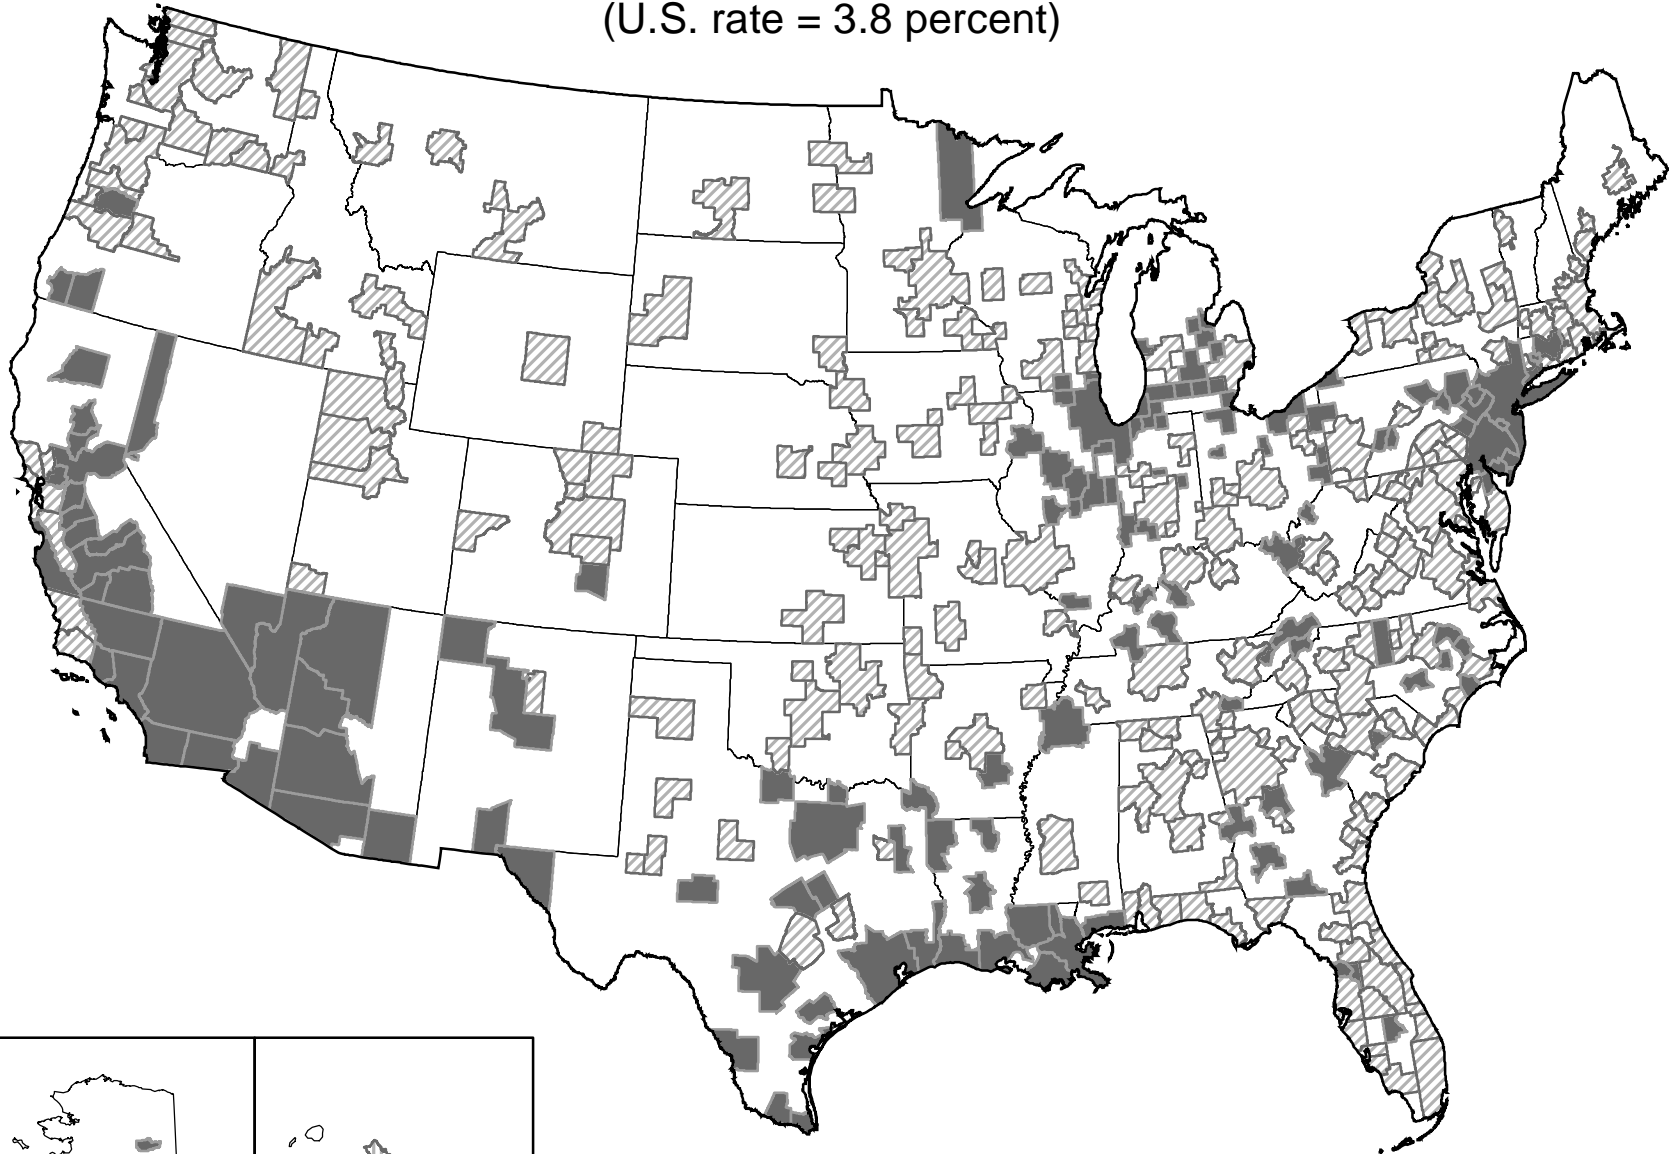 (U.S. rate = 3.8 percent)